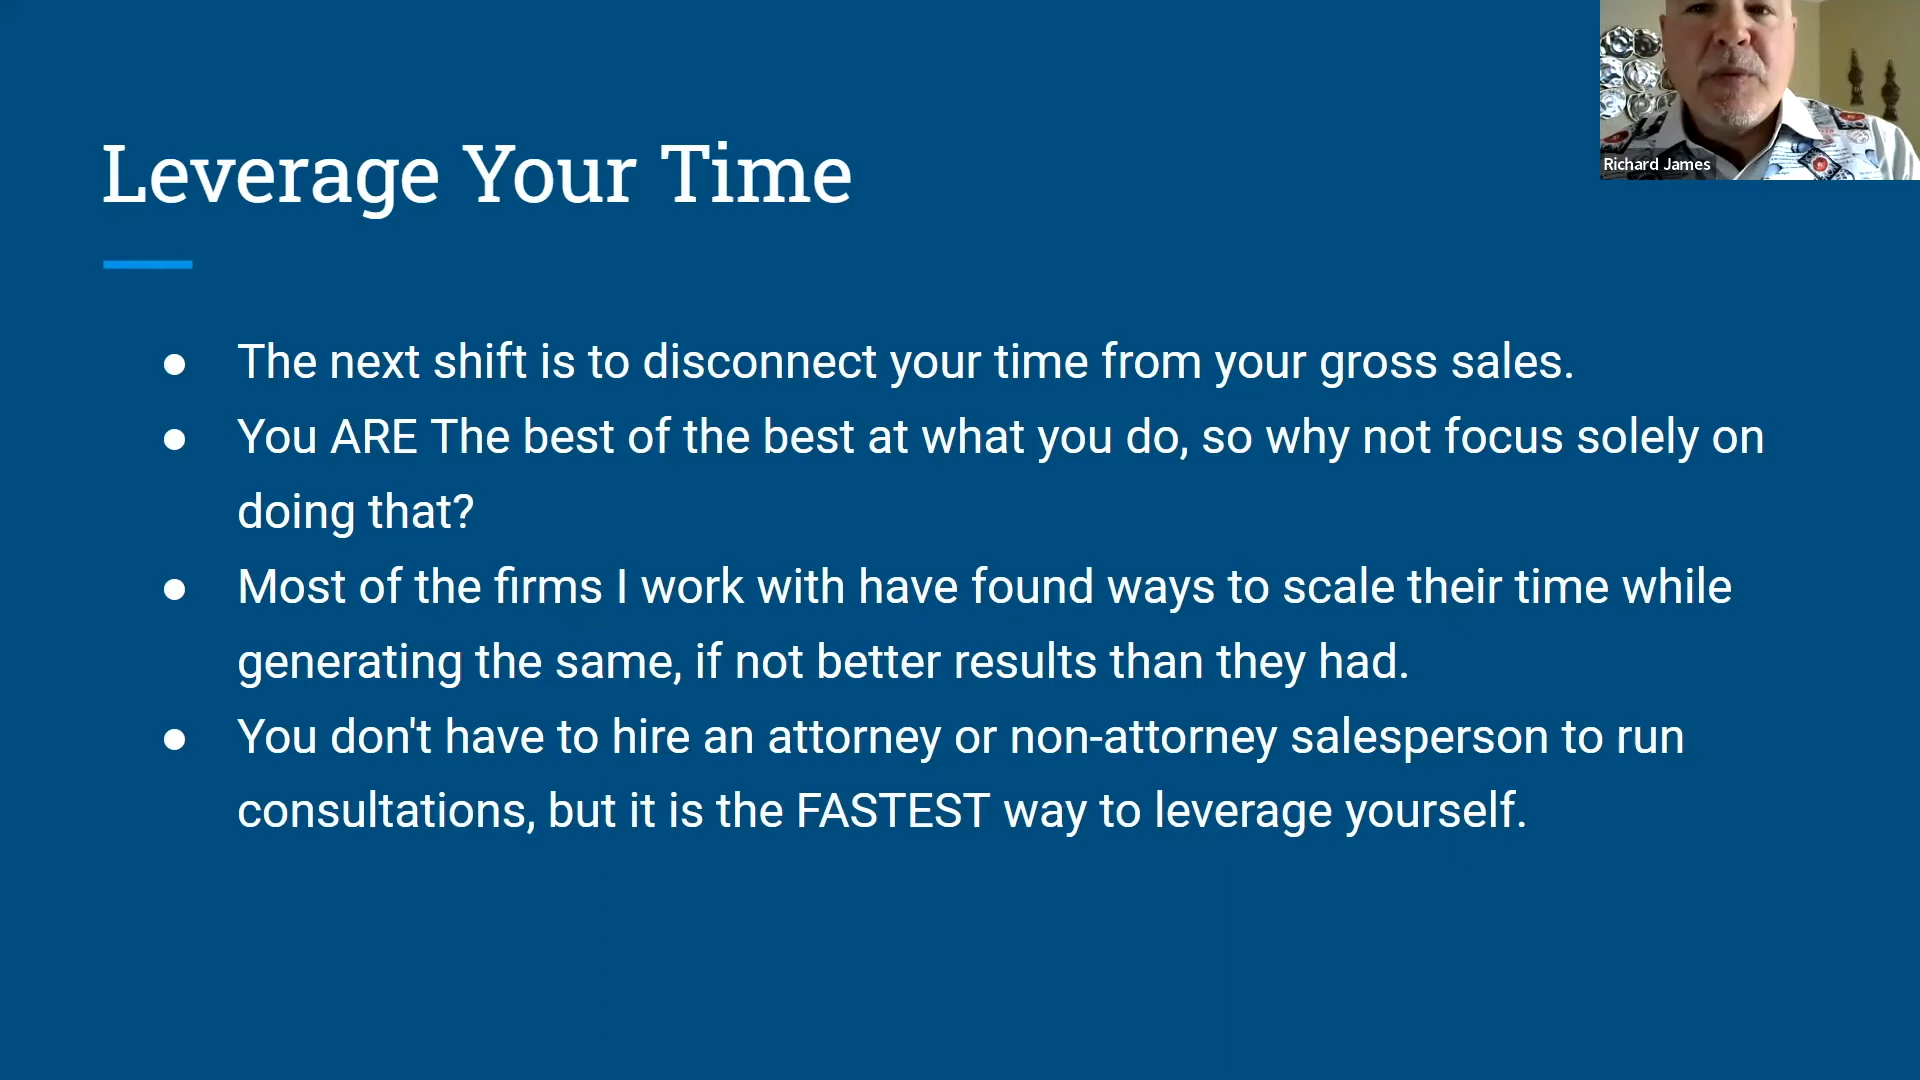 Leverage Your Time
Richard James
● The next shift is to disconnect your time from your gross sales.
● You ARE The best of the best at what you do, so why not focus solely on
doing that?
● Most of the firms I work with have found ways to scale their time while
generating the same, if not better results than they had.
● You don't have to hire an attorney or non-attorney salesperson to run
consultations, but it is the FASTEST way to leverage yourself.